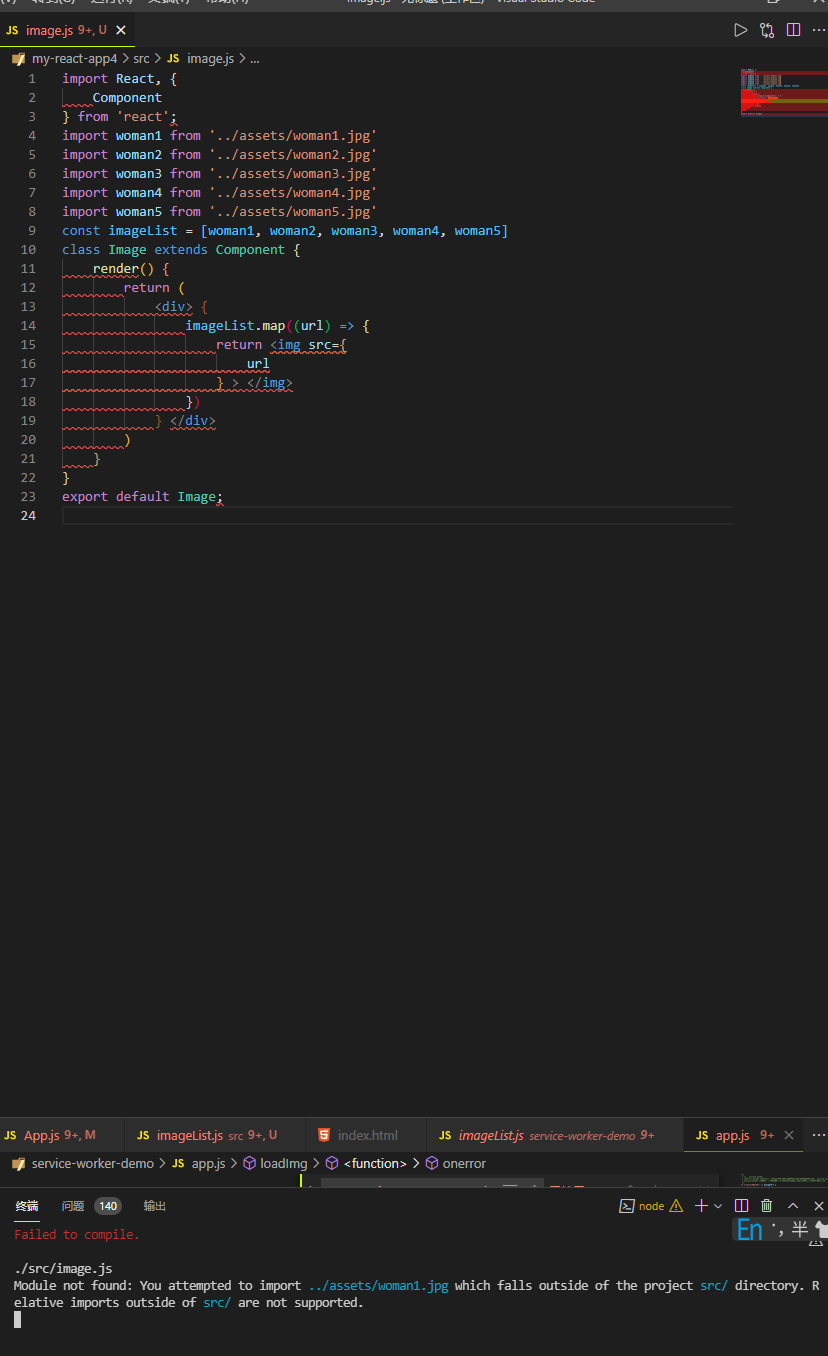 JS image.js 9+, U
my-react-app4 > src > JS image.js > ...
1 import React, {
2 Component
3 } from 'react';
4 import woman1 from '../assets/woman1.jpg'
5 import woman2 from '../assets/woman2.jpg'
6 import woman3 from '../assets/woman3.jpg'
7 import woman4 from '../assets/woman4.jpg'
8 import woman5 from '../assets/woman5.jpg'
9 const imageList = [woman1, woman2, woman3, woman4, woman5]
10 class Image extends Component {
11 render() {
12 return (
13 <div> {
14 imageList.map((url) => {
15 return <img src={
16 url
17 } > </img>
18 })
19 } </div>
20 )
21 }
22 }
23 export default Image;
24
JS App.js 9+, M JS imageList.js src 9+, U index.html JS imageList.js service-worker-demo 9+ JS app.js 9+
service-worker-demo > JS app.js > loadImg > <function> > onerror
终端 问题 140 输出 node
En 半
Failed to compile.
./src/image.js
Module not found: You attempted to import ../assets/woman1.jpg which falls outside of the project src/ directory. R
elative imports outside of src/ are not supported.